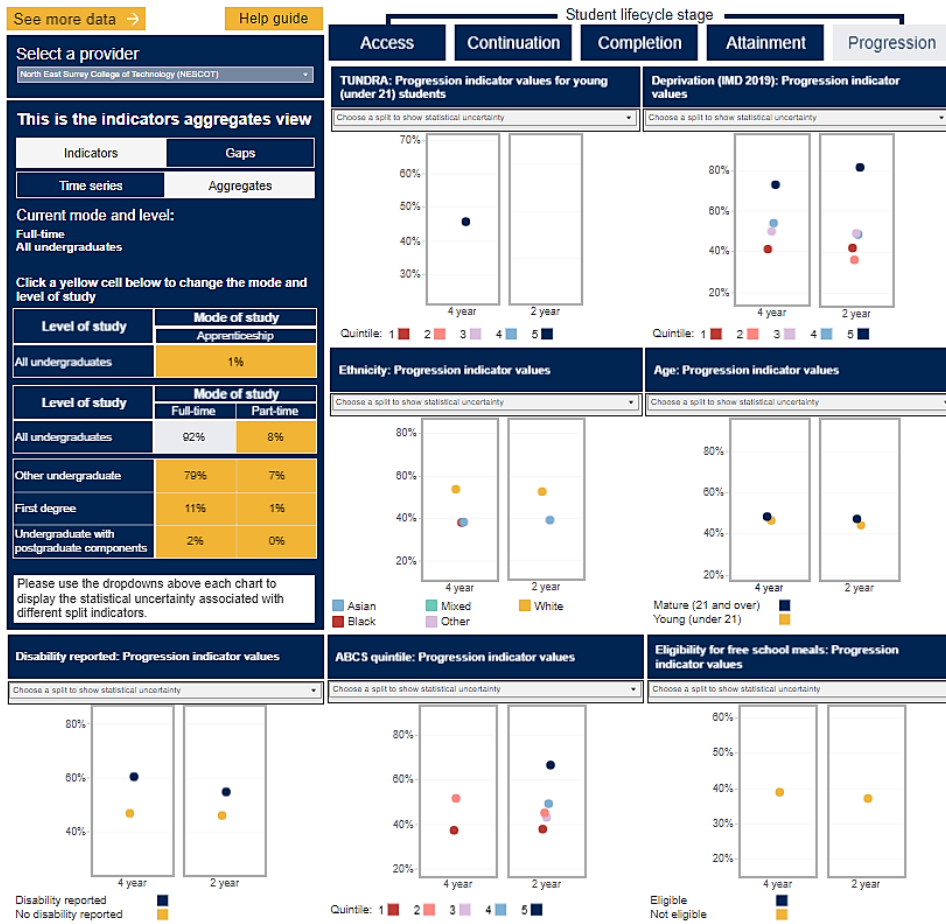 See more data →
Help guide
Student lifecycle stage
Access
Continuation
Completion
Attainment
Progression
Select a provider
North East Surrey College of Technology (NESCOT)
This is the indicators aggregates view
Indicators
Gaps
Time series
Aggregates
Current mode and level:
Full-time
All undergraduates
Click a yellow cell below to change the mode and
level of study
Level of study
Mode of study
Apprenticeship
All undergraduates
1%
Level of study
Mode of study
Full-time
Part-time
All undergraduates
92%
8%
Other undergraduate
79%
7%
First degree
11%
1%
Undergraduate with
postgraduate components
2%
0%
Please use the dropdowns above each chart to
display the statistical uncertainty associated with
different split indicators.
TUNDRA: Progression indicator values for young
(under 21) students
Choose a split to show statistical uncertainty
70%
60%
50%
40%
30%
4 year
2 year
Quintile: 1 2 3 4 5
Deprivation (IMD 2019): Progression indicator
values
Choose a split to show statistical uncertainty
80%
60%
40%
20%
4 year
2 year
Quintile: 1 2 3 4 5
Ethnicity: Progression indicator values
Choose a split to show statistical uncertainty
80%
60%
40%
20%
4 year
2 year
Asian
Mixed
White
Black
Other
Age: Progression indicator values
Choose a split to show statistical uncertainty
80%
60%
40%
20%
4 year
2 year
Mature (21 and over)
Young (under 21)
Disability reported: Progression indicator values
Choose a split to show statistical uncertainty
80%
60%
40%
4 year
2 year
Disability reported
No disability reported
ABCS quintile: Progression indicator values
Choose a split to show statistical uncertainty
80%
60%
40%
20%
4 year
2 year
Quintile: 1 2 3 4 5
Eligibility for free school meals: Progression
indicator values
Choose a split to show statistical uncertainty
60%
50%
40%
30%
20%
4 year
2 year
Eligible
Not eligible